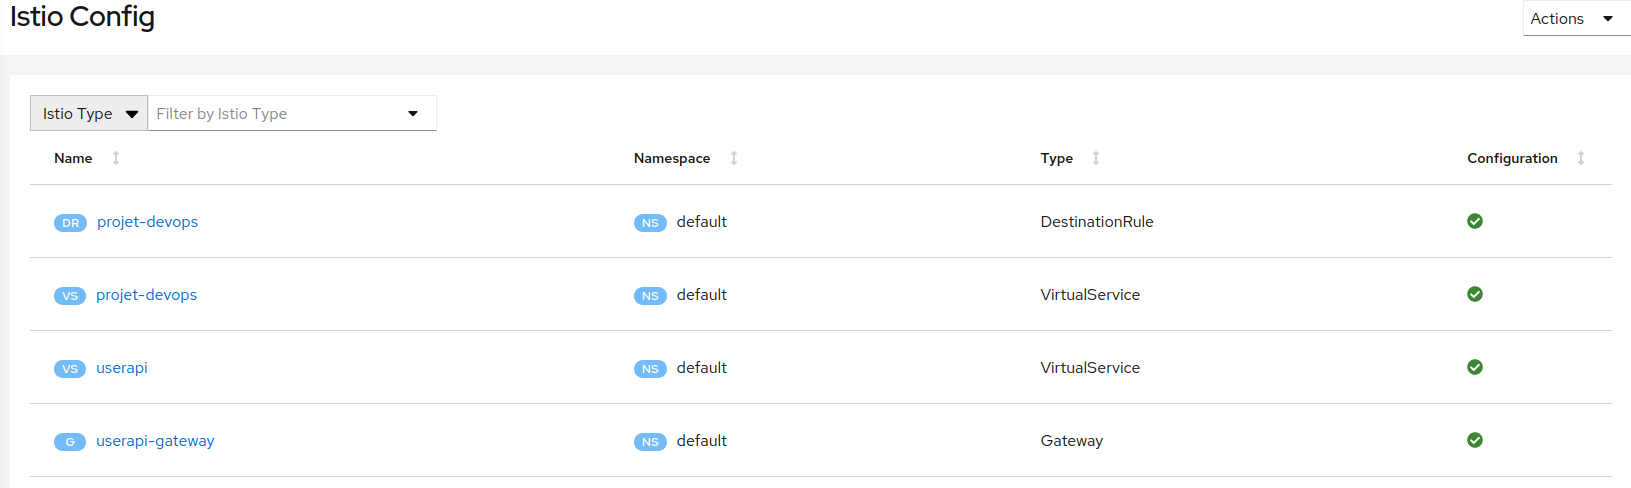 Istio Config
Actions
Istio Type Filter by Istio Type
Name Namespace Type Configuration
DR projet-devops NS default DestinationRule
VS projet-devops NS default VirtualService
VS userapi NS default VirtualService
G userapi-gateway NS default Gateway